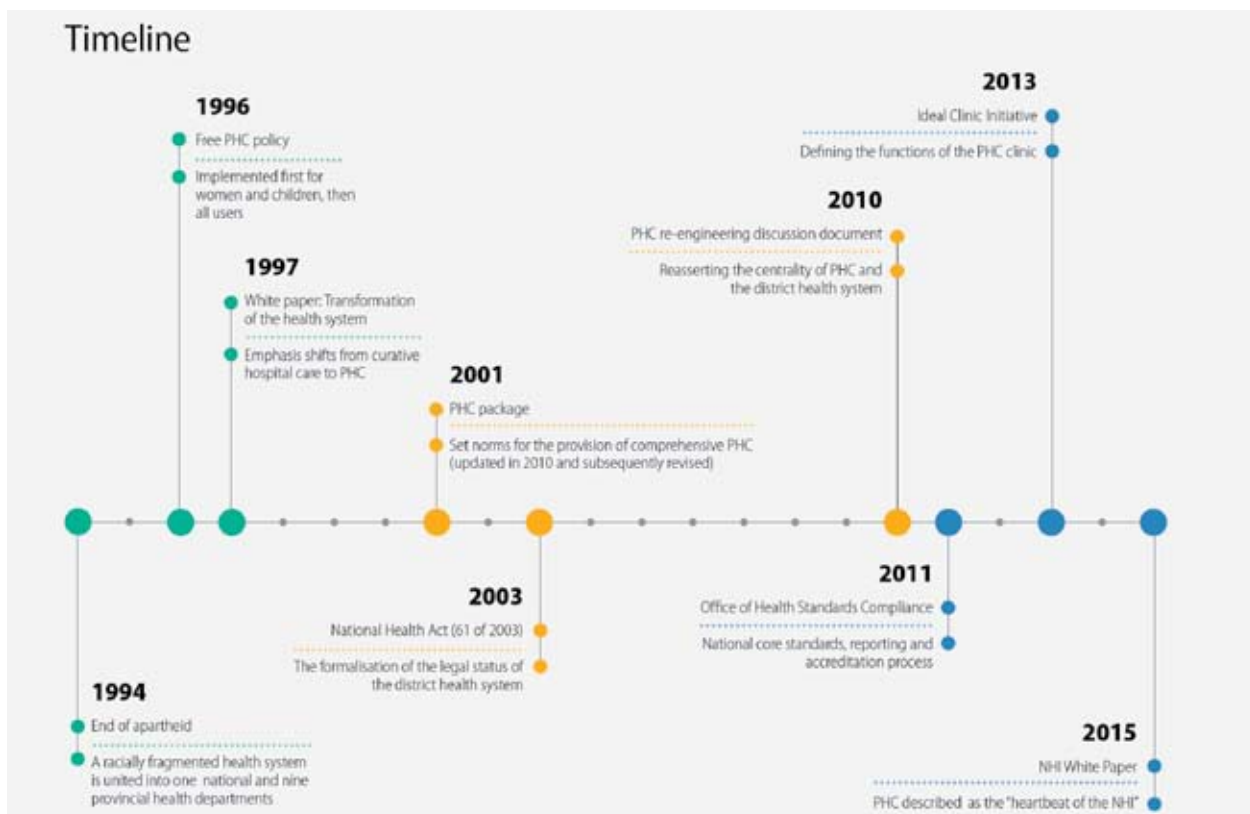 Timeline
1996
Free PHC policy
Implemented first for
women and children, then
all users
1997
White paper: Transformation
of the health system
Emphasis shifts from curative
hospital care to PHC
2001
PHC package
Set norms for the provision of comprehensive PHC
(updated in 2010 and subsequently revised)
2010
PHC re-engineering discussion document
Reasserting the centrality of PHC and
the district health system
2013
Ideal Clinic Initiative
Defining the functions of the PHC clinic
1994
End of apartheid
A racially fragmented health system
is united into one national and nine
provincial health departments
2003
National Health Act (61 of 2003)
The formalisation of the legal status of
the district health system
2011
Office of Health Standards Compliance
National core standards, reporting and
accreditation process
2015
NHI White Paper
PHC described as the "heartbeat of the NHI"